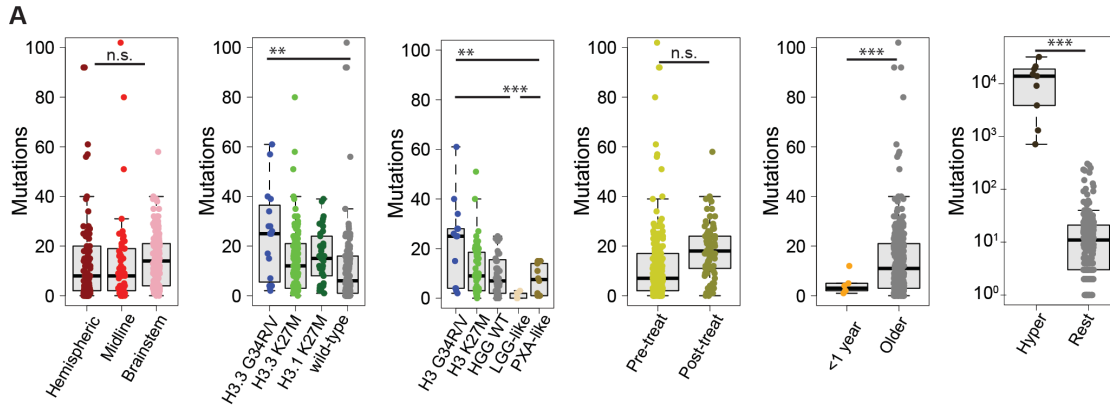 A
Mutations
100
80
60
40
20
0
n.s.
Hemispheric
Midline
Brainstem
Mutations
100
80
60
40
20
0
**
H3.3 G34R/V
H3.3 K27M
H3.1 K27M
wild-type
Mutations
100
80
60
40
20
0
**
***
H3 G34R/V
H3 K27M
HGG WT
LGG-like
PXA-like
Mutations
100
80
60
40
20
0
n.s.
Pre-treat
Post-treat
Mutations
100
80
60
40
20
0
***
<1 year
Older
Mutations
10⁴
10³
10²
10¹
10⁰
***
Hyper
Rest